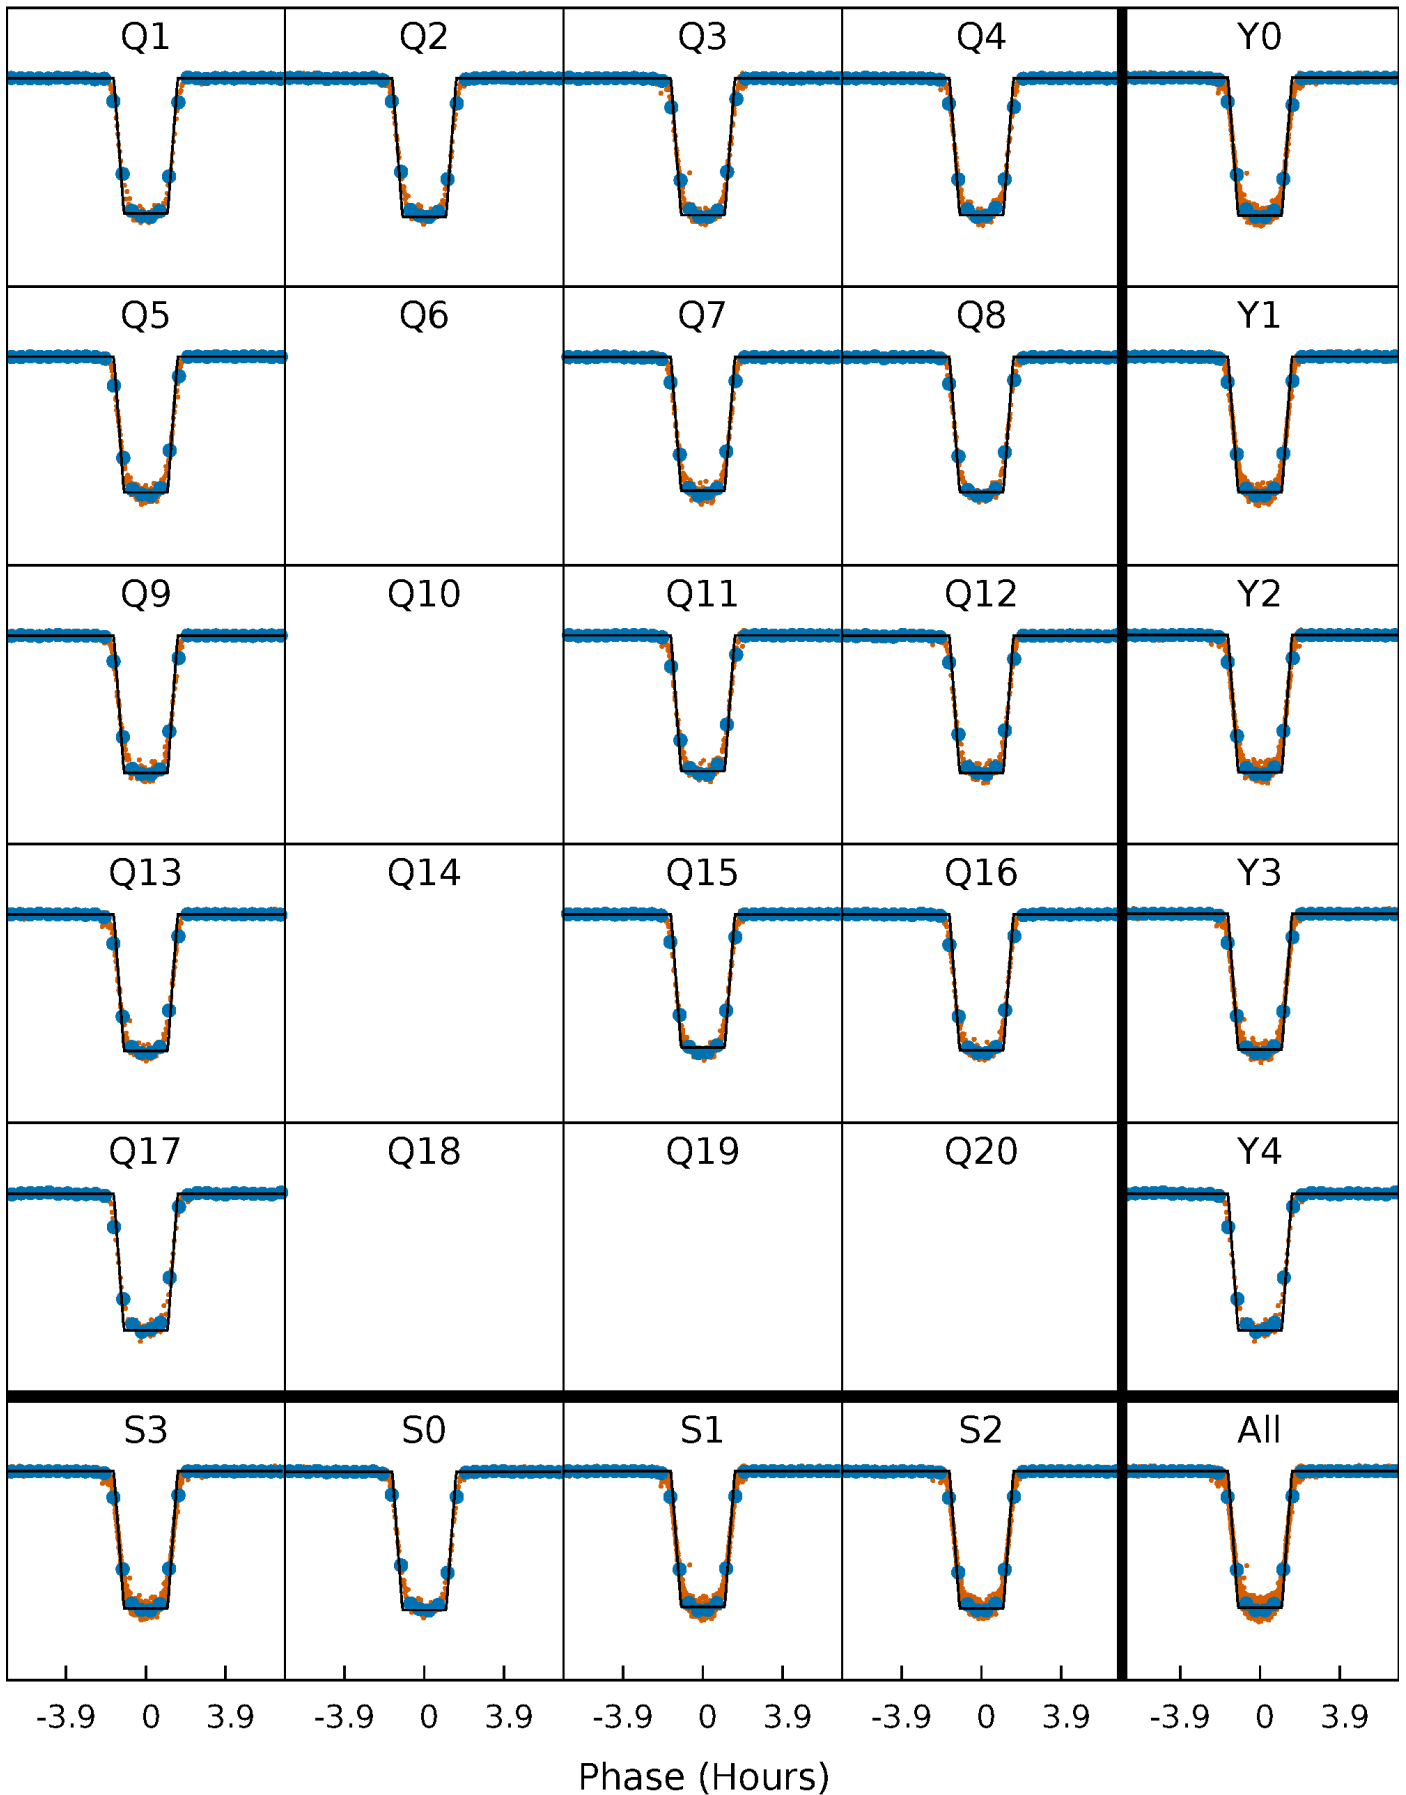 Q1 Q2 Q3 Q4 Y0
Q5 Q6 Q7 Q8 Y1
Q9 Q10 Q11 Q12 Y2
Q13 Q14 Q15 Q16 Y3
Q17 Q18 Q19 Q20 Y4
S3 S0 S1 S2 All
-3.9 0 3.9 -3.9 0 3.9 -3.9 0 3.9 -3.9 0 3.9 -3.9 0 3.9
Phase (Hours)